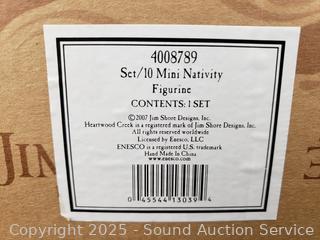 4008789
Set/10 Mini Nativity
Figurine
CONTENTS: 1 SET
©2007 Jim Shore Designs, Inc.
Heartwood Creek is a registered mark of Jim Shore Designs, Inc.
All rights reserved worldwide
Licensed by Enesco, LLC
ENESCO is a registered U.S. trademark
Hand Made In China
www.enesco.com
0 45544 13039 4
JIM
Copyright 2025 - Sound Auction Service